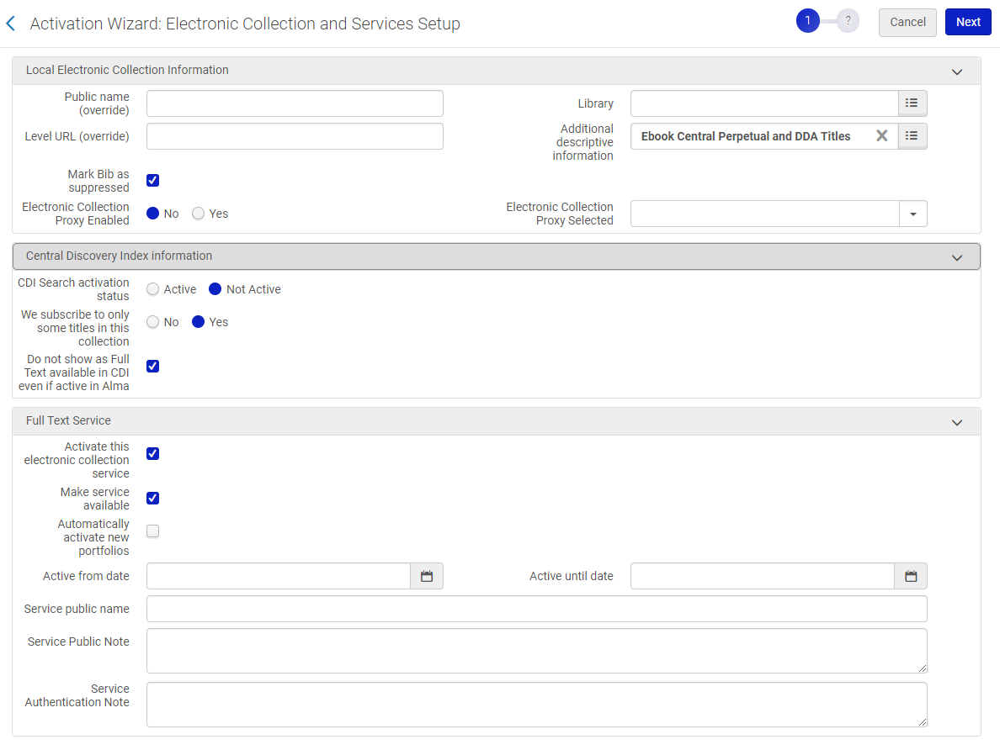 Activation Wizard: Electronic Collection and Services Setup
1
?
Cancel
Next
Local Electronic Collection Information
Public name
(override)
Library
Level URL (override)
Additional
descriptive
information
Ebook Central Perpetual and DDA Titles
Mark Bib as
suppressed
Electronic Collection
Proxy Enabled
No
Yes
Electronic Collection
Proxy Selected
Central Discovery Index information
CDI Search activation
status
Active
Not Active
We subscribe to only
some titles in this
collection
No
Yes
Do not show as Full
Text available in CDI
even if active in Alma
Full Text Service
Activate this
electronic collection
service
Make service
available
Automatically
activate new
portfolios
Active from date
Active until date
Service public name
Service Public Note
Service
Authentication Note